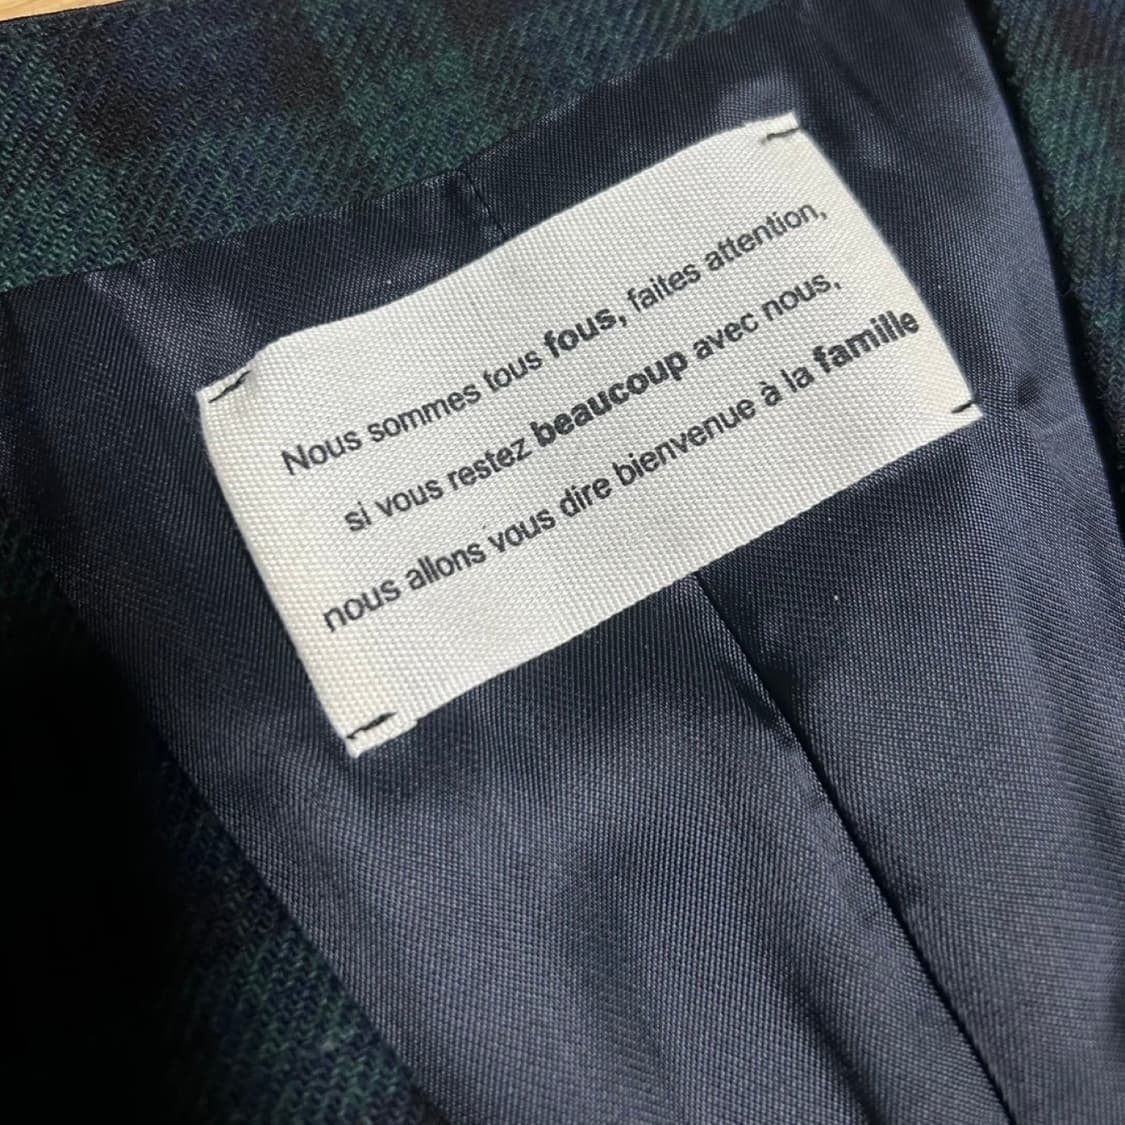 Nous sommes tous fous, faites attention,
si vous restez beaucoup avec nous,
nous allons vous dire bienvenue à la famille